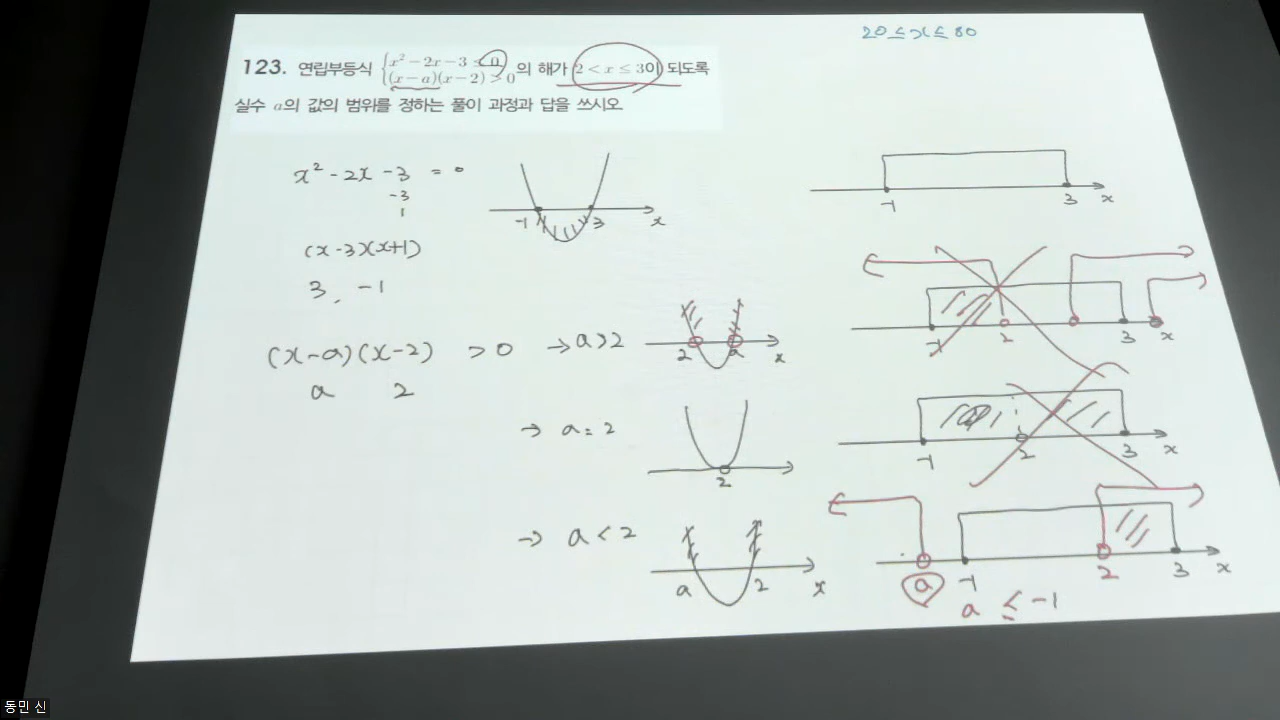 20 ≤ x ≤ 80
123. 연립부등식 { x² - 2x - 3 ≤ 0
(x - a)(x - 2) > 0 의 해가 2 < x ≤ 3이 되도록
실수 a의 값의 범위를 정하는 풀이 과정과 답을 쓰시오.
x² - 2x - 3 = 0
-3
1
(x-3)(x+1)
3, -1
-1 3 x
-1 3 x
(x-a)(x-2) > 0
a 2
→ a>2
2 a x
-1 2 3 x
→ a=2
2
-1 2 3 x
→ a<2
a 2 x
a -1 2 3 x
a ≤ -1
동민 신